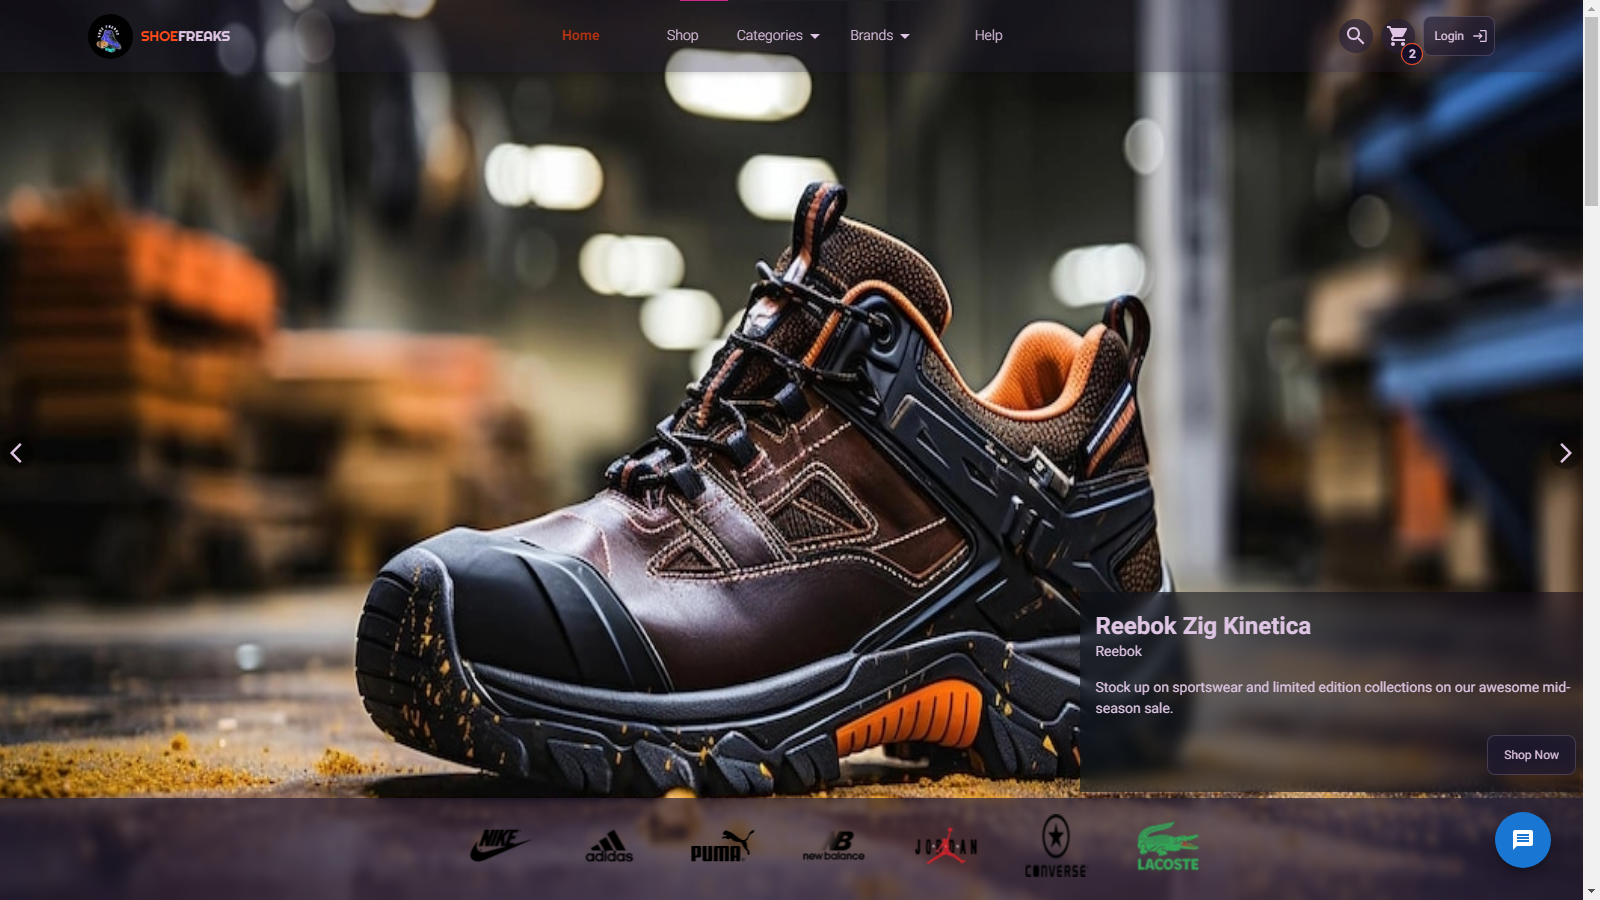 SHOEFREAKS
Home
Shop
Categories
Brands
Help
2
Login
Reebok Zig Kinetica
Reebok
Stock up on sportswear and limited edition collections on our awesome mid-
season sale.
Shop Now
NIKE
adidas
PUMA
new balance
JORDAN
CONVERSE
LACOSTE